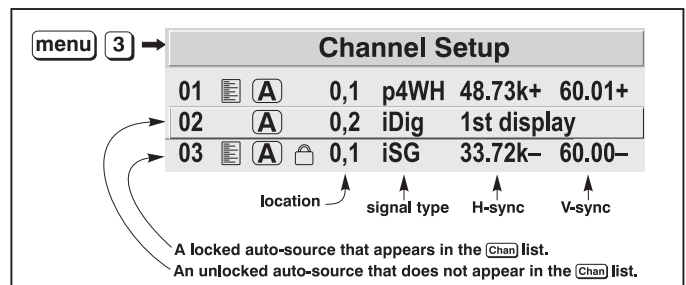 menu 3 Channel Setup
01 A 0,1 p4WH 48.73k+ 60.01+
02 A 0,2 iDig 1st display
03 A 0,1 iSG 33.72k– 60.00–
location signal type H-sync V-sync
A locked auto-source that appears in the Chan list.
An unlocked auto-source that does not appear in the Chan list.